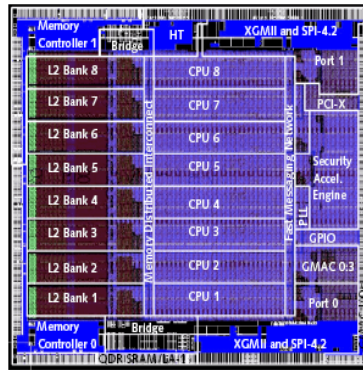 Memory
Controller 1
Bridge
HT
XGMII and SPI-4.2
Port 1
L2 Bank 8
CPU 8
L2 Bank 7
CPU 7
PCI-X
L2 Bank 6
CPU 6
L2 Bank 5
CPU 5
Security
Accel.
Engine
L2 Bank 4
CPU 4
PLL
L2 Bank 3
CPU 3
GPIO
L2 Bank 2
CPU 2
GMAC 0:3
L2 Bank 1
CPU 1
Port 0
Memory Distributed Interconnect
Fast Messaging Network
Memory
Controller 0
Bridge
XGMII and SPI-4.2
QDRISRAM/LA-1